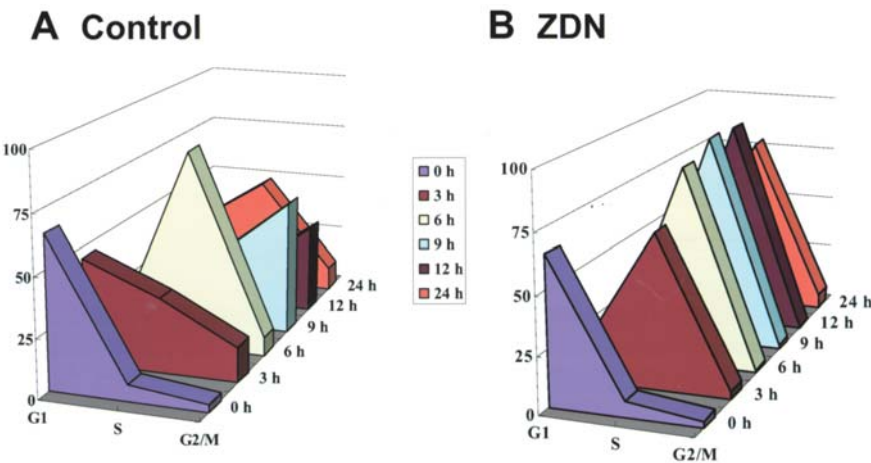 A Control
100
75
50
25
0
G1
S
G2/M
0 h
3 h
6 h
9 h
12 h
24 h
0 h
3 h
6 h
9 h
12 h
24 h
B ZDN
100
75
50
25
0
G1
S
G2/M
0 h
3 h
6 h
9 h
12 h
24 h